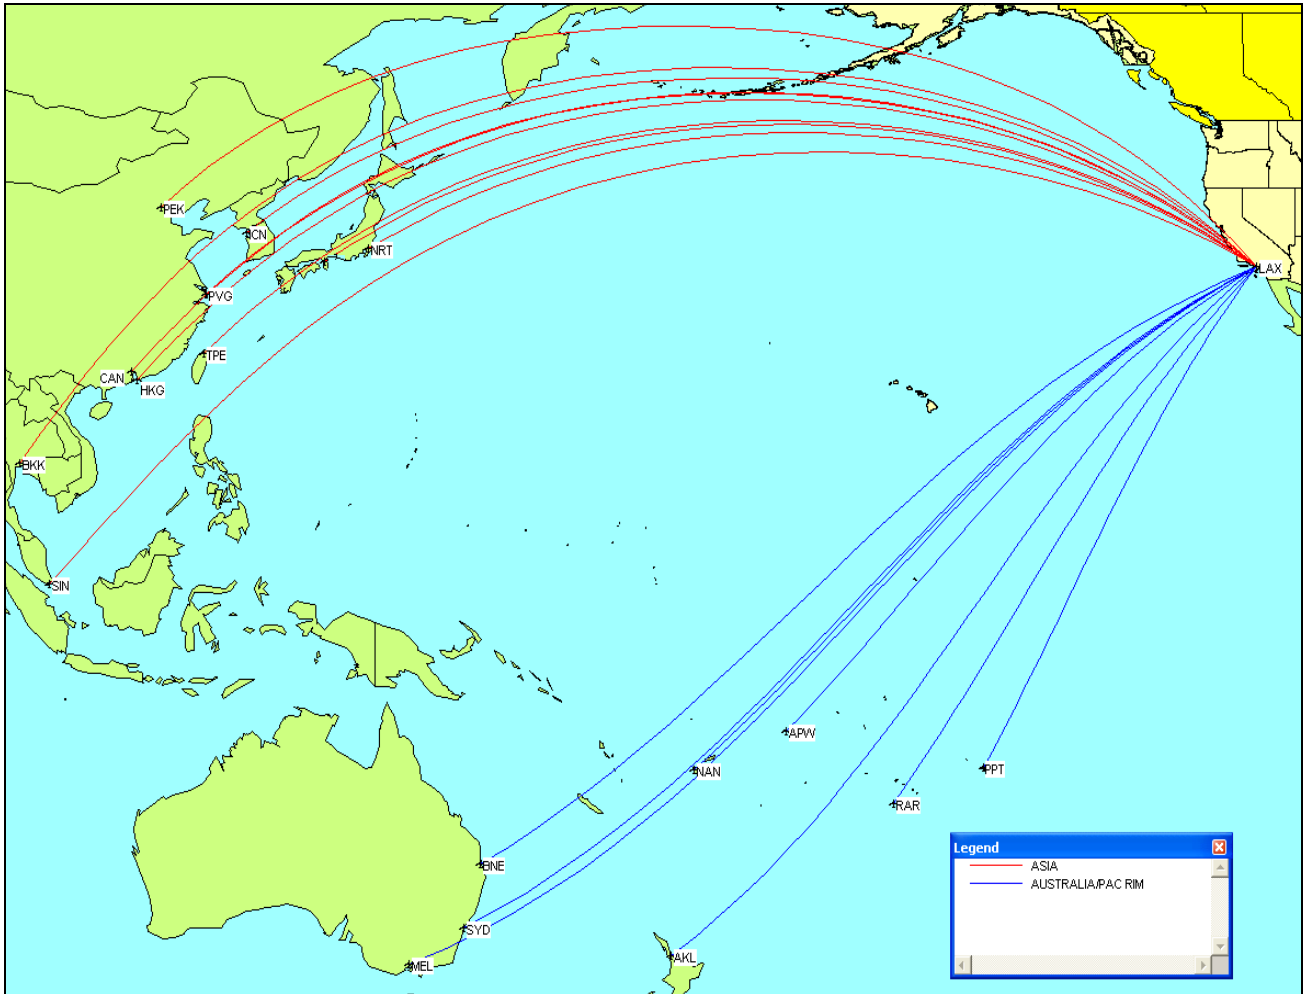 PEK
ICN
NRT
LAX
PVG
TPE
CAN
HKG
BKK
SIN
APW
NAN
PPT
RAR
BNE
SYD
MEL
AKL
Legend
ASIA
AUSTRALIA/PAC RIM